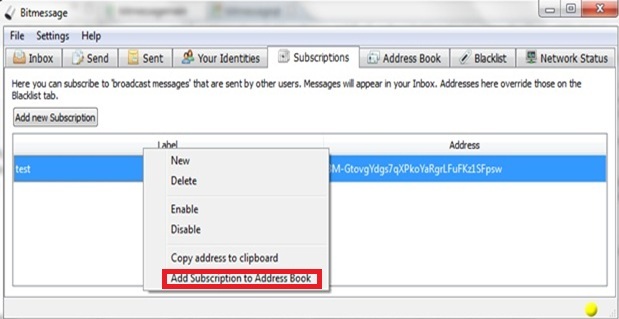 Bitmessage
File Settings Help
Inbox Send Sent Your Identities Subscriptions Address Book Blacklist Network Status
Here you can subscribe to 'broadcast messages' that are sent by other users. Messages will appear in your Inbox. Addresses here override those on the
Blacklist tab.
Add new Subscription
Label Address
test M-GtovgYdgs7qXPkoYaRgrLFuFKz1SFpsw
New
Delete
Enable
Disable
Copy address to clipboard
Add Subscription to Address Book